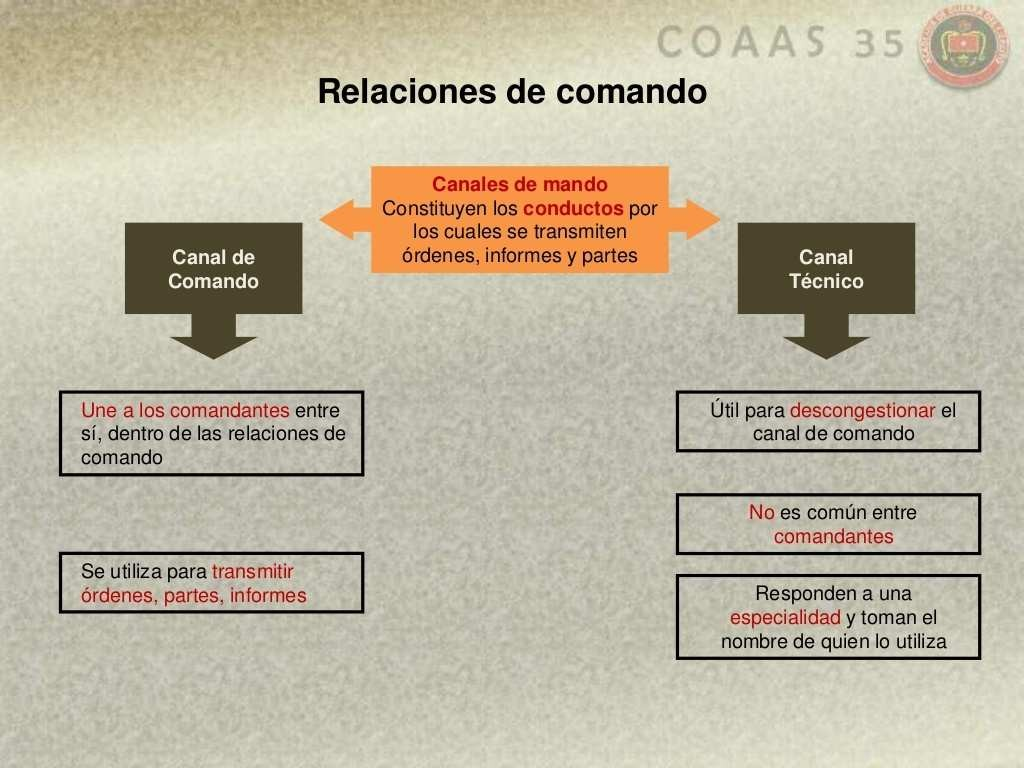 COAAS 35
Relaciones de comando
Canales de mando
Constituyen los conductos por
los cuales se transmiten
órdenes, informes y partes
Canal de
Comando
Canal
Técnico
Une a los comandantes entre
sí, dentro de las relaciones de
comando
Se utiliza para transmitir
órdenes, partes, informes
Útil para descongestionar el
canal de comando
No es común entre
comandantes
Responden a una
especialidad y toman el
nombre de quien lo utiliza